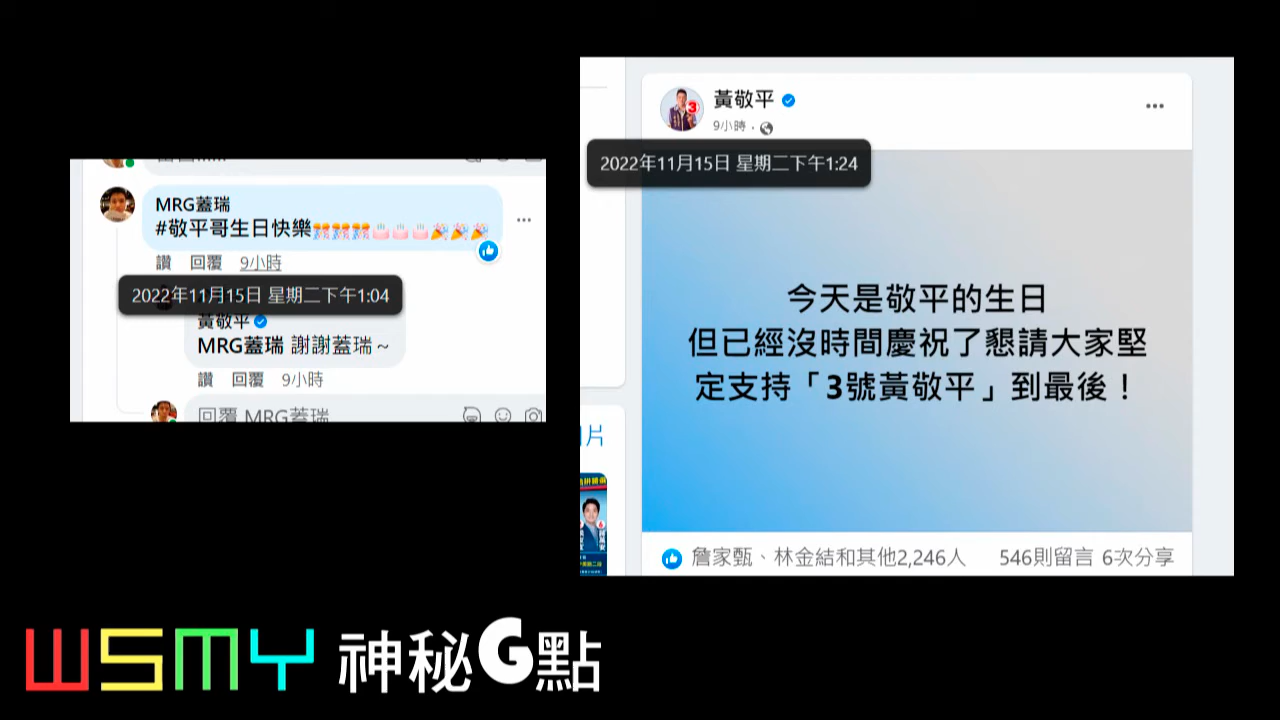 MRG蓋瑞
#敬平哥生日快樂
讚 回覆 9小時
2022年11月15日 星期二下午1:04
黃敬平
MRG蓋瑞 謝謝蓋瑞～
讚 回覆 9小時
回覆 MRG蓋瑞
黃敬平
9小時
2022年11月15日 星期二下午1:24
今天是敬平的生日
但已經沒時間慶祝了懇請大家堅
定支持「3號黃敬平」到最後！
片
詹家甄、林金結和其他2,246人 546則留言 6次分享
WSMY 神秘G點